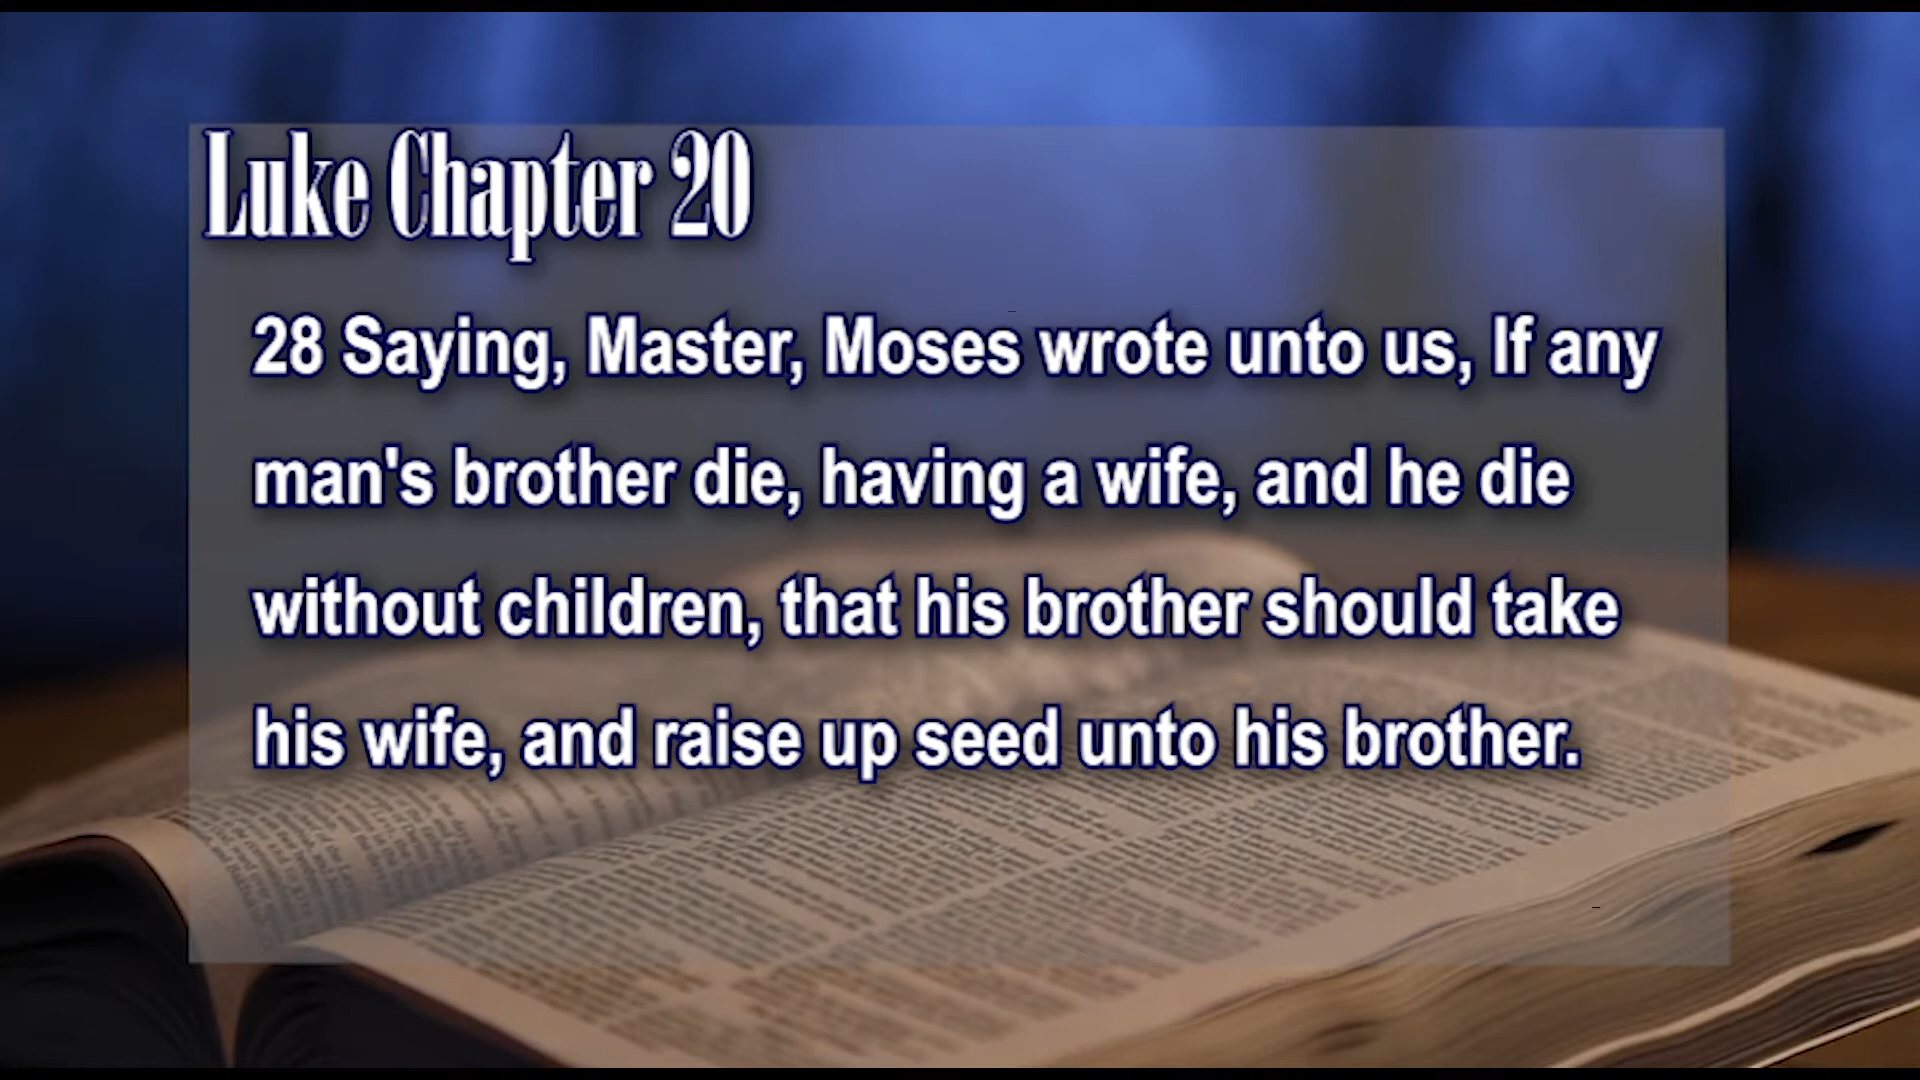 Luke Chapter 20
28 Saying, Master, Moses wrote unto us, If any
man's brother die, having a wife, and he die
without children, that his brother should take
his wife, and raise up seed unto his brother.